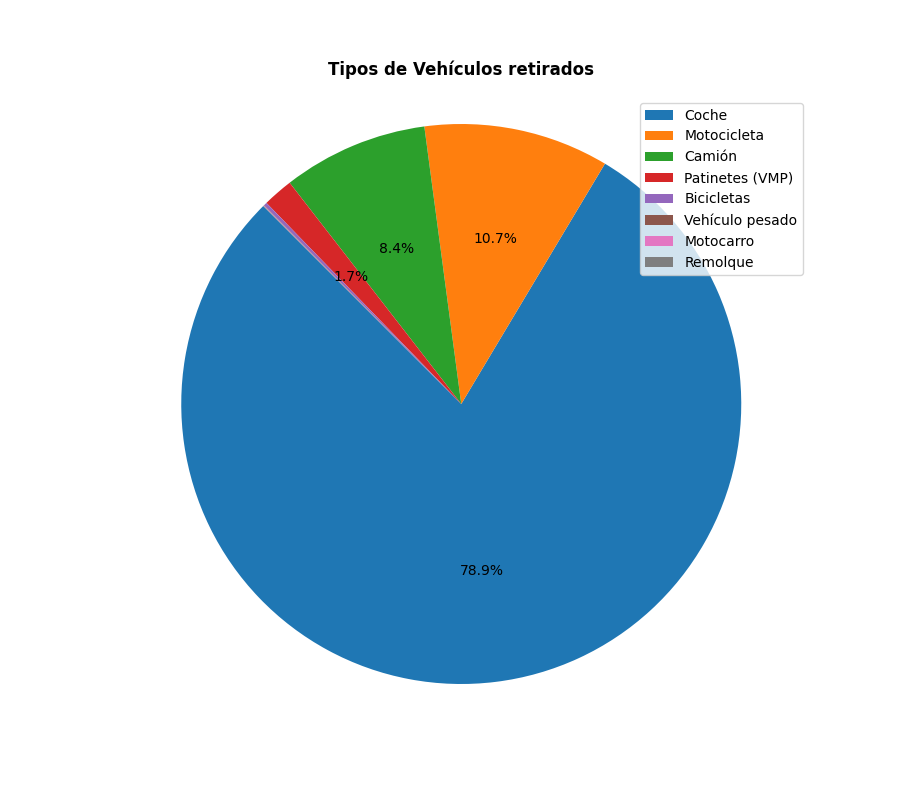 Tipos de Vehículos retirados
Coche
Motocicleta
Camión
Patinetes (VMP)
Bicicletas
Vehículo pesado
Motocarro
Remolque
10.7%
8.4%
1.7%
78.9%